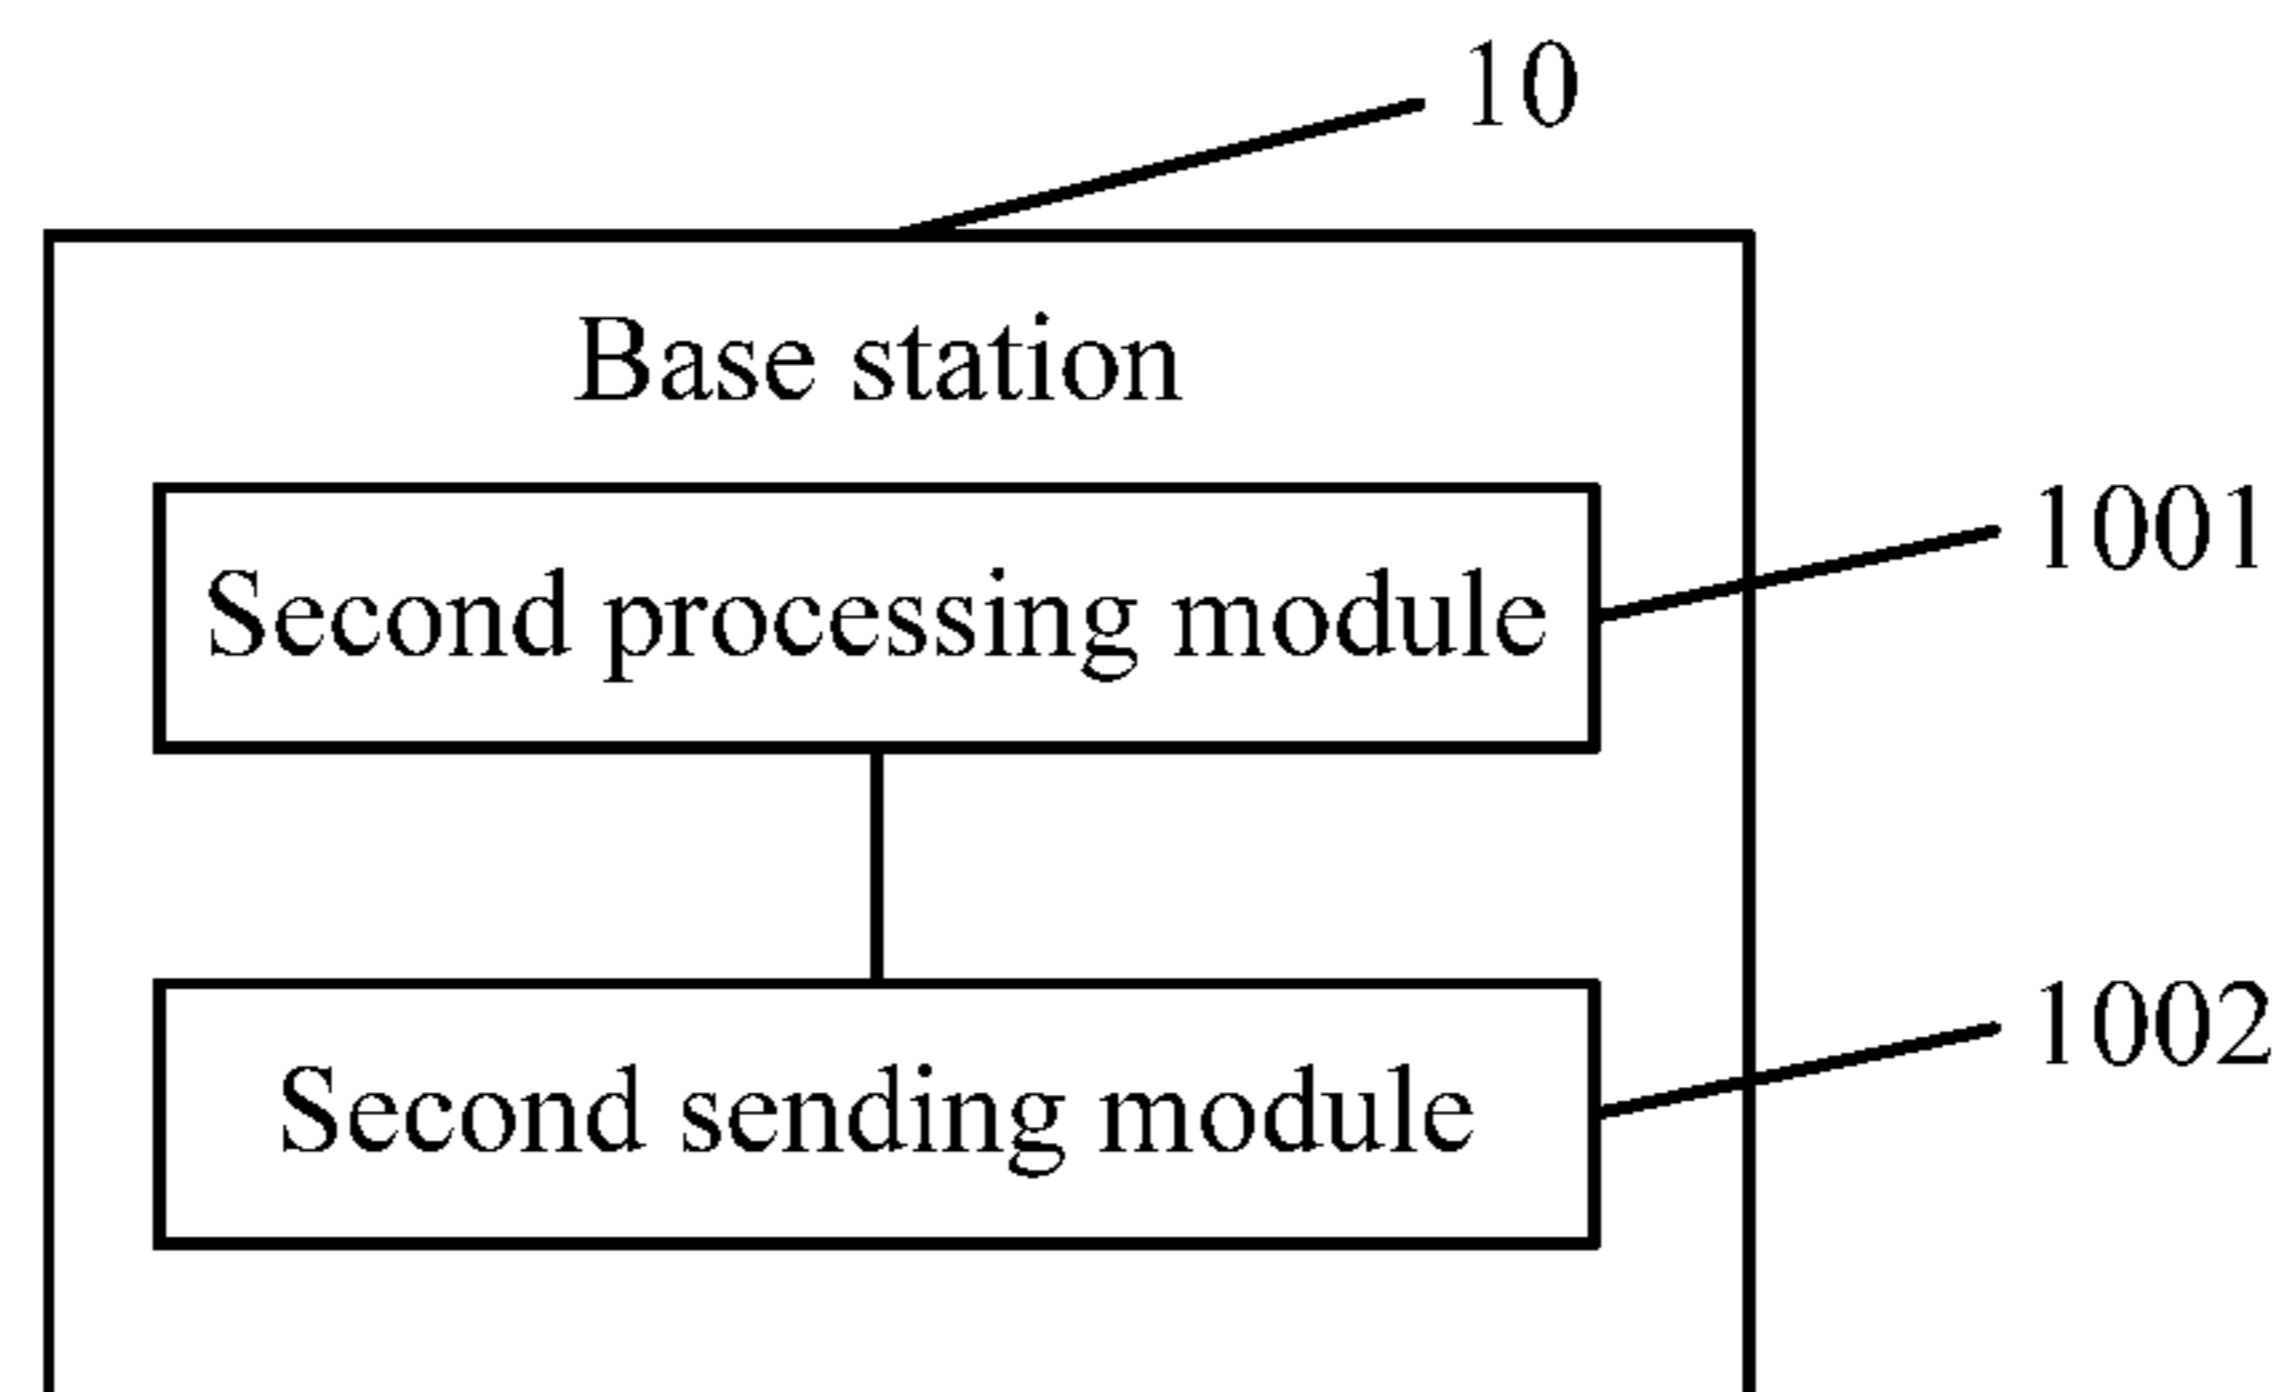 10
Base station
1001
Second processing module
1002
Second sending module